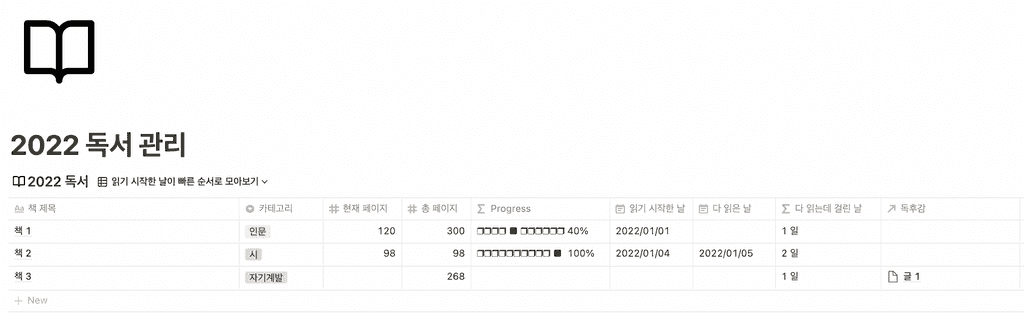 2022 독서 관리
2022 독서 읽기 시작한 날이 빠른 순서로 모아보기
Aa 책 제목 카테고리 현재 페이지 총 페이지 Progress 읽기 시작한 날 다 읽은 날 다 읽는데 걸린 날 독후감
책 1 인문 120 300 □□□□ ■ □□□□□□ 40% 2022/01/01 1 일
책 2 시 98 98 □□□□□□□□□□ ■ 100% 2022/01/04 2022/01/05 2 일
책 3 자기계발 268 1 일 글 1
+ New